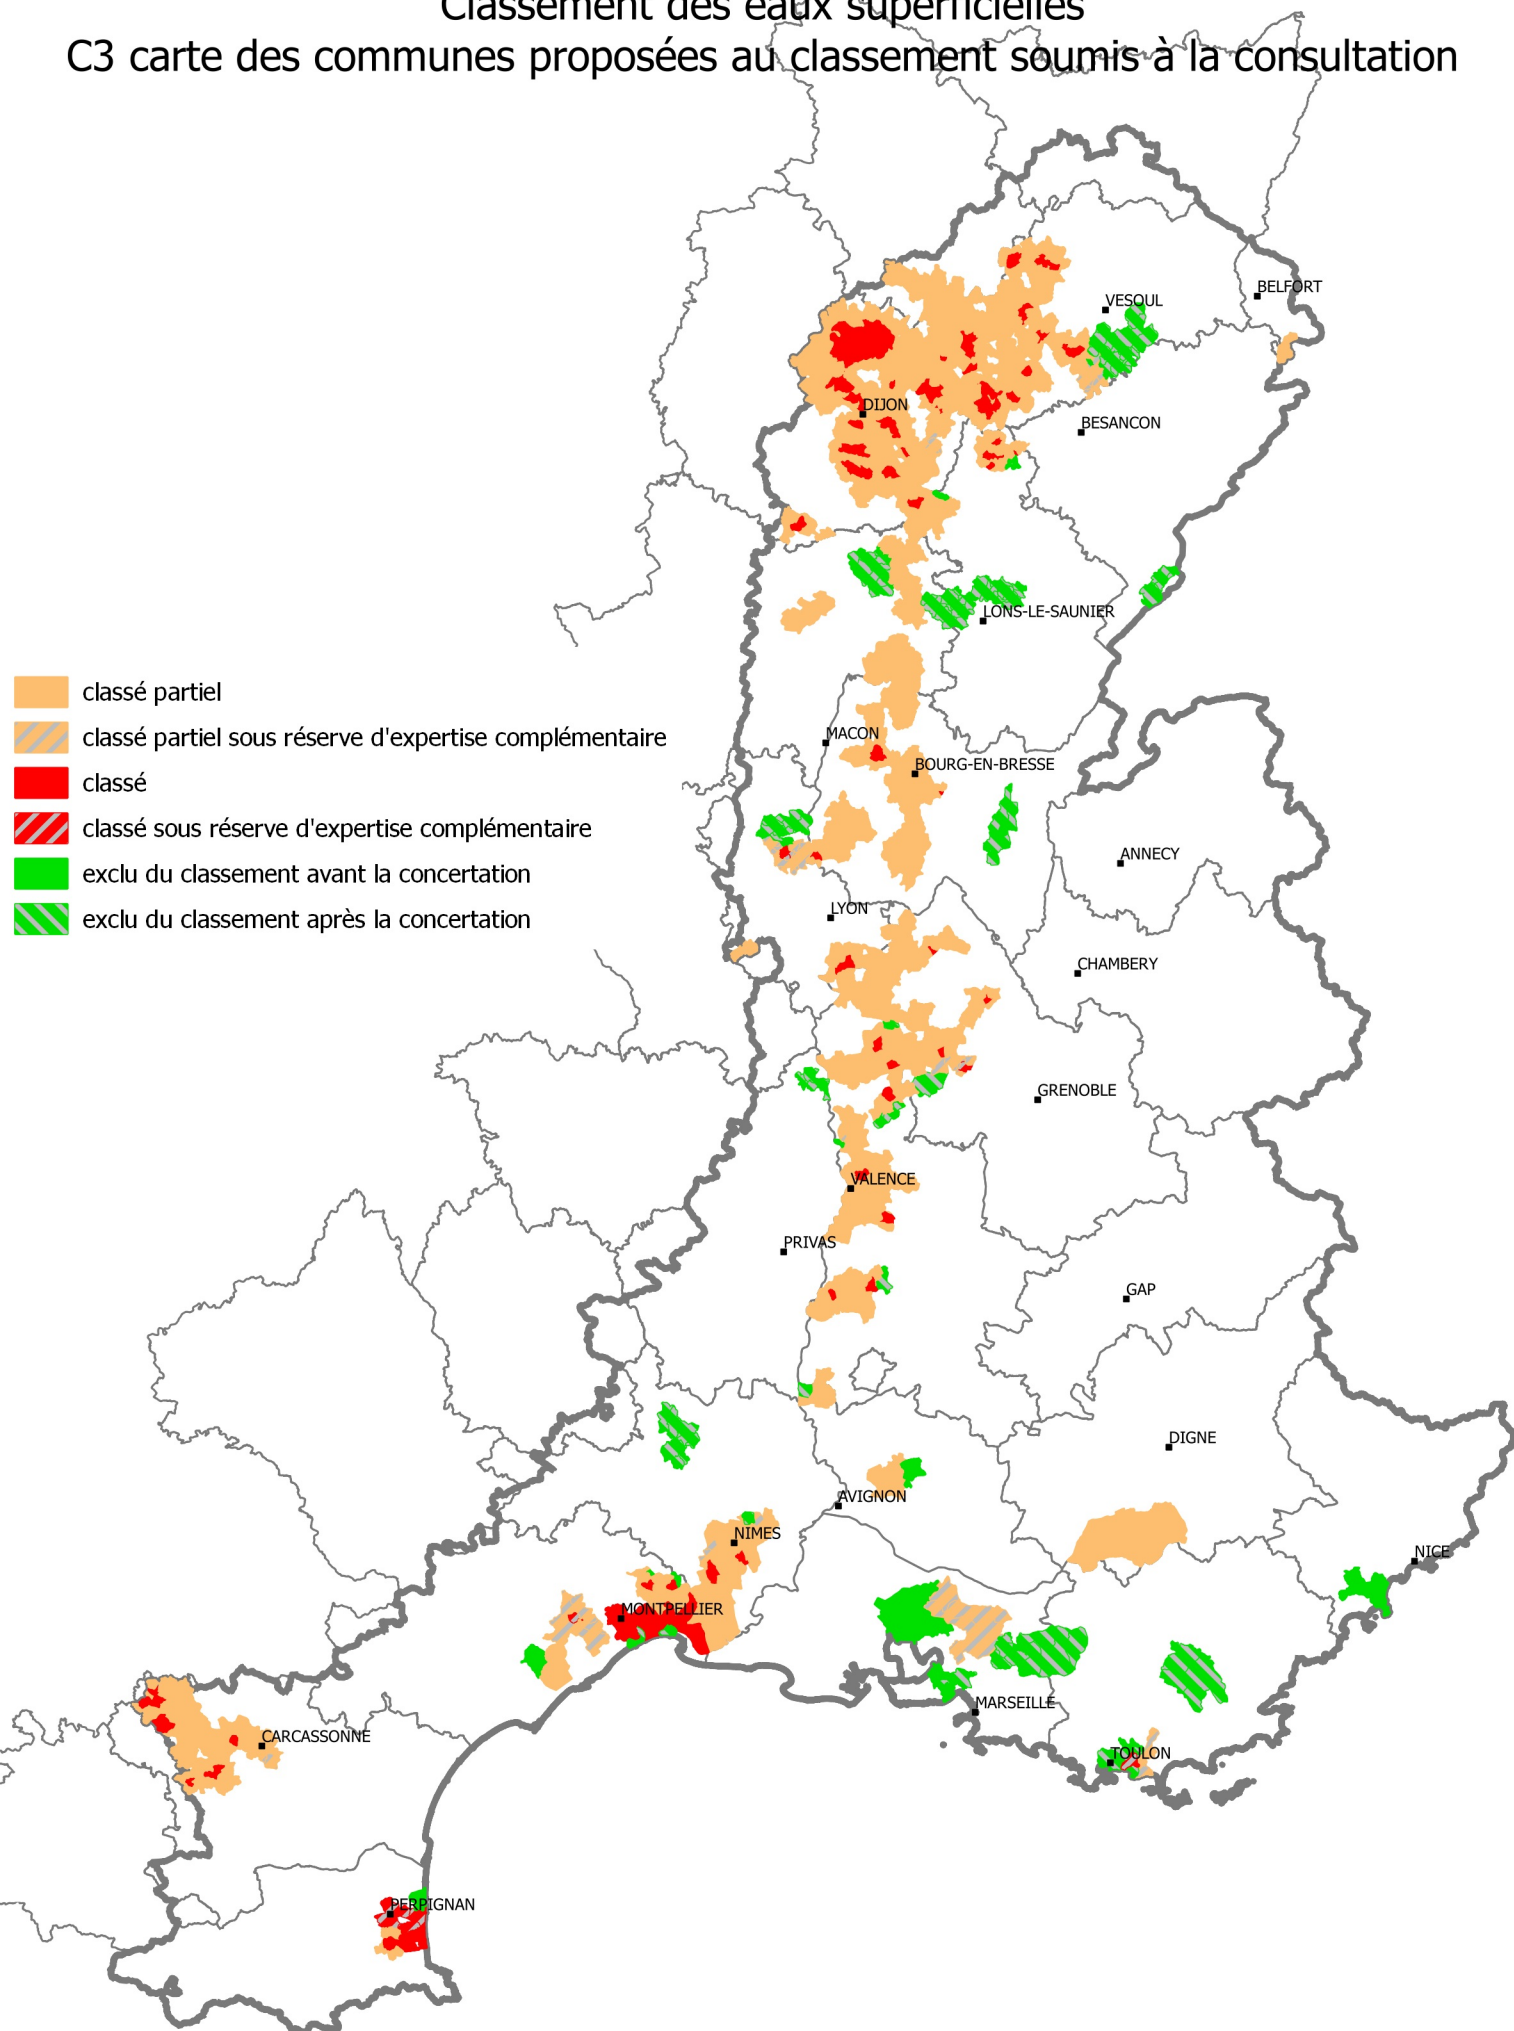 Classement des eaux superficielles
C3 carte des communes proposées au classement soumis à la consultation
BELFORT
VESOUL
DIJON
BESANCON
LONS-LE-SAUNIER
classé partiel
classé partiel sous réserve d'expertise complémentaire
classé
classé sous réserve d'expertise complémentaire
exclu du classement avant la concertation
exclu du classement après la concertation
MACON
BOURG-EN-BRESSE
ANNECY
LYON
CHAMBERY
GRENOBLE
VALENCE
PRIVAS
GAP
DIGNE
AVIGNON
NIMES
NICE
MONTPELLIER
MARSEILLE
CARCASSONNE
TOULON
PERPIGNAN